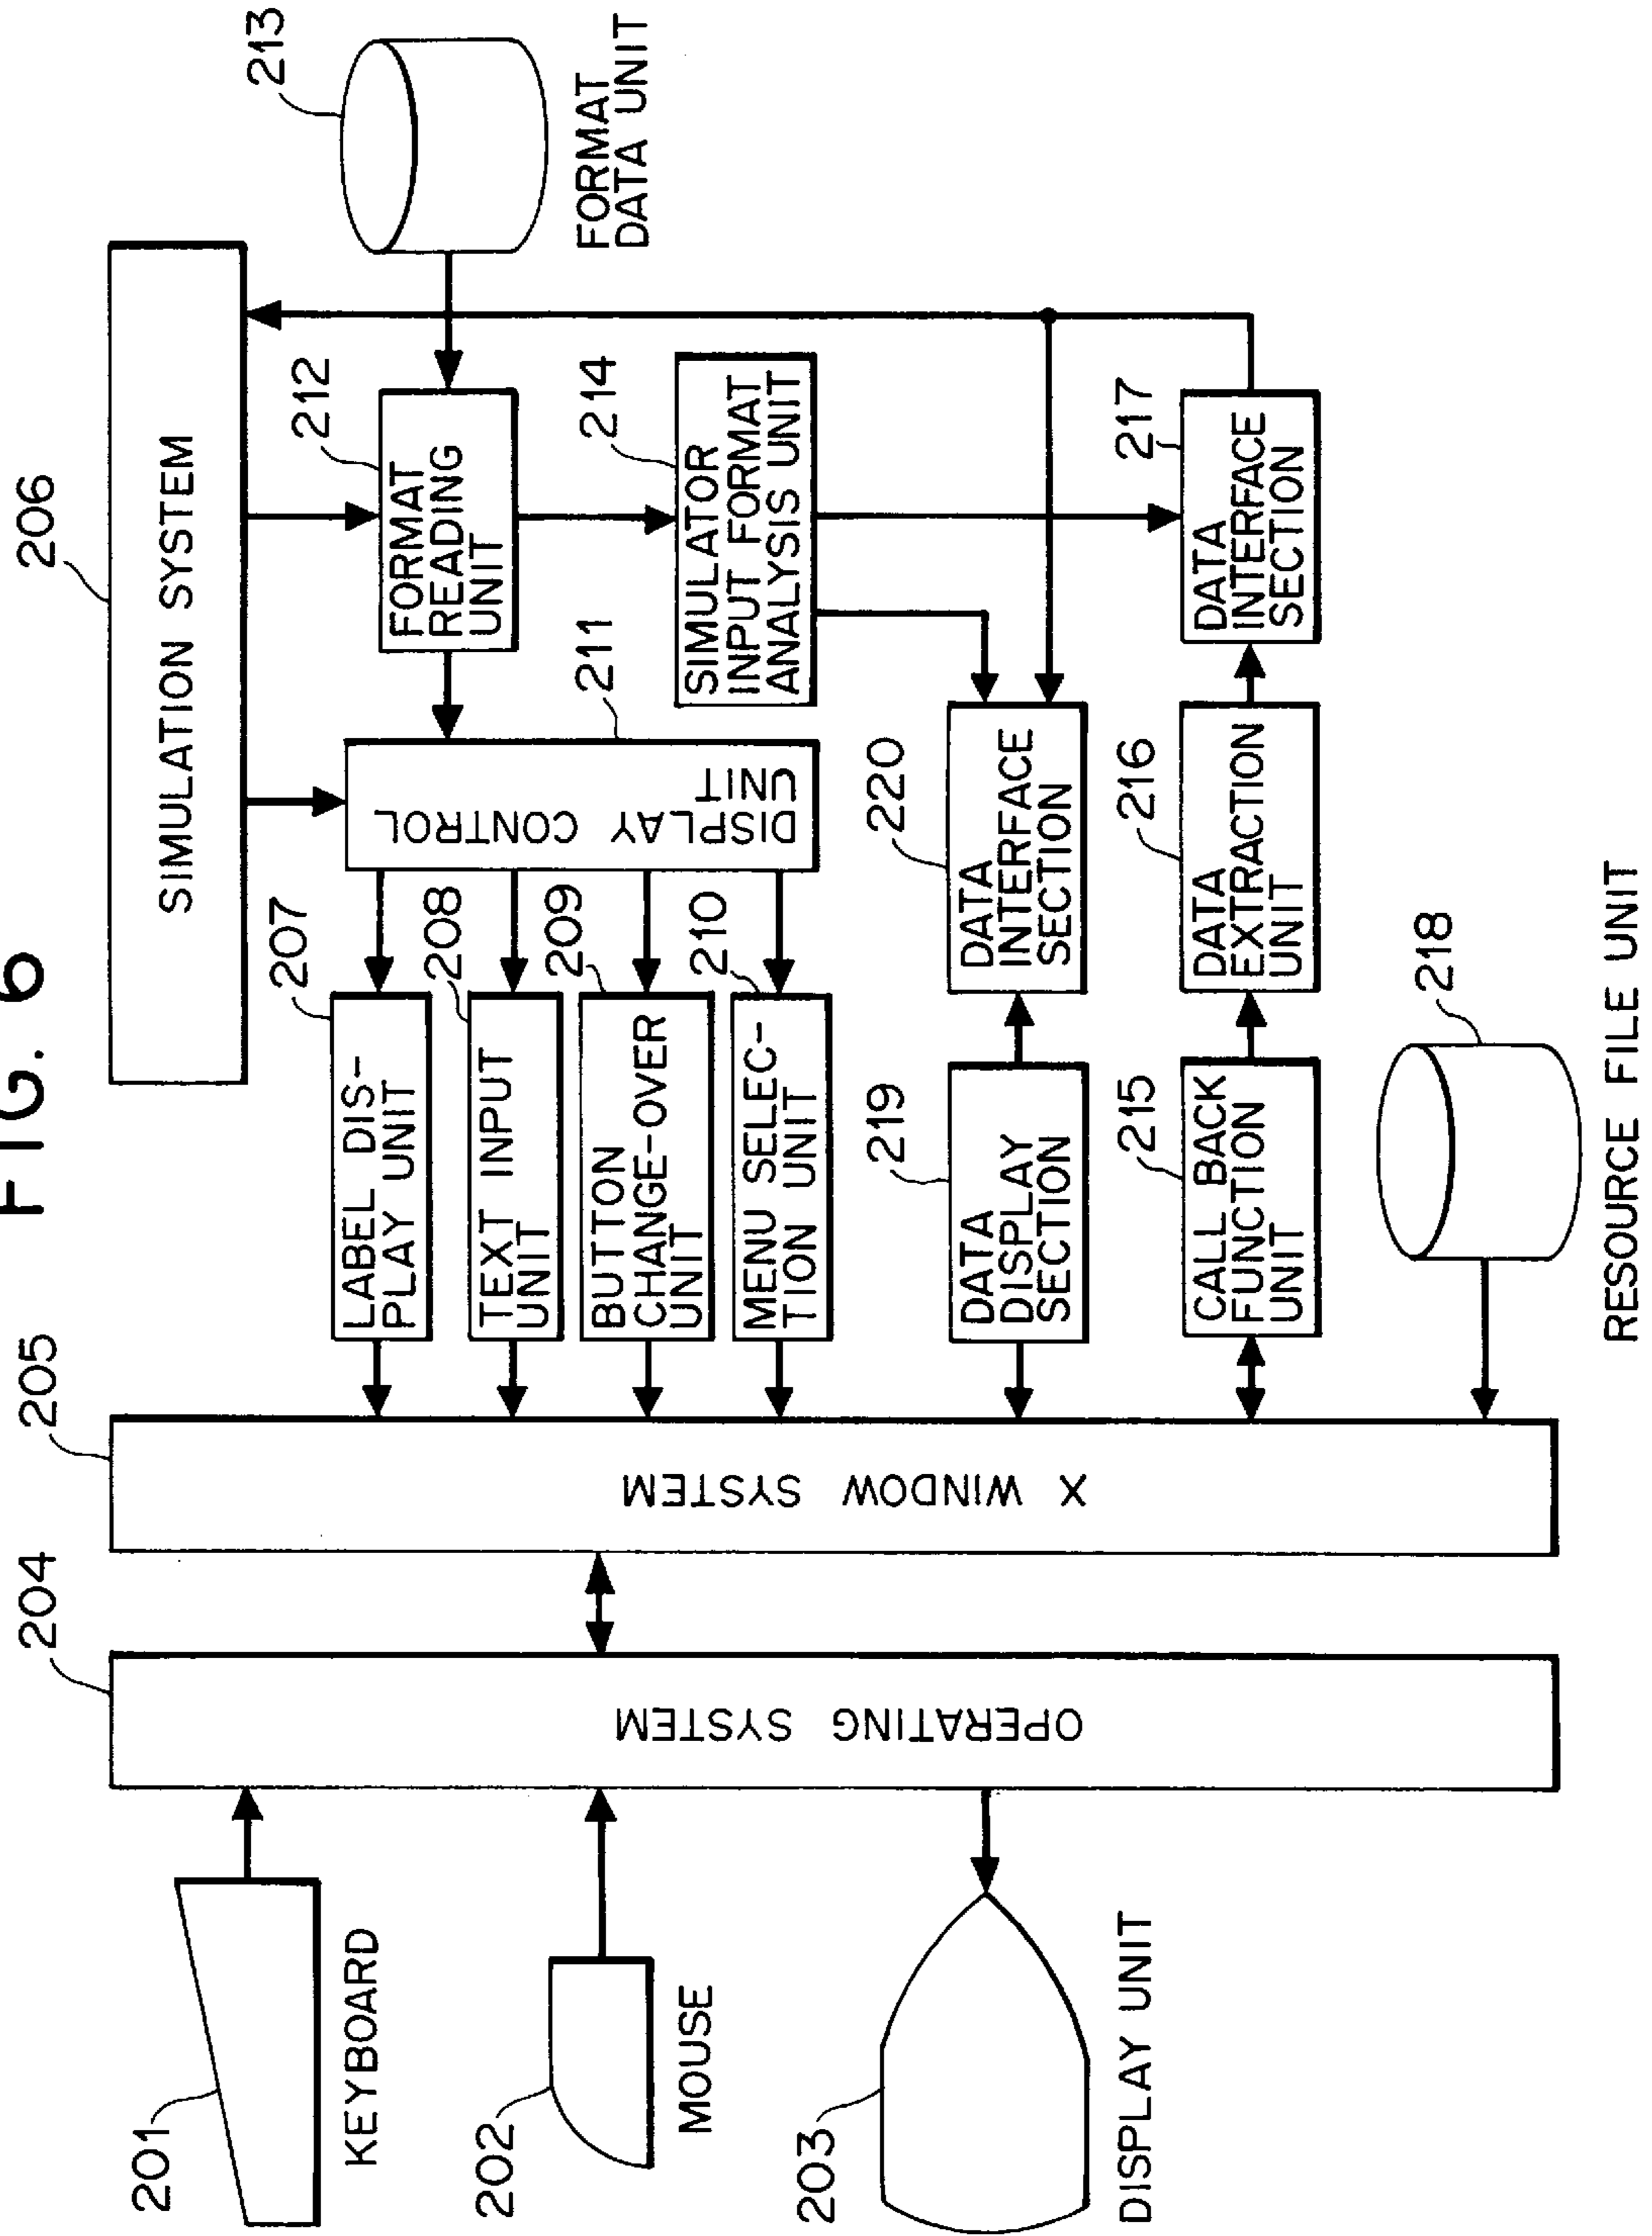 FIG. 6
206
SIMULATION SYSTEM
213
FORMAT
DATA UNIT
212
FORMAT
READING
UNIT
214
SIMULATOR
INPUT FORMAT
ANALYSIS UNIT
211
DISPLAY CONTROL
UNIT
207
LABEL DIS-
PLAY UNIT
208
TEXT INPUT
UNIT
209
BUTTON
CHANGE-OVER
UNIT
210
MENU SELEC-
TION UNIT
220
DATA
INTERFACE
SECTION
219
DATA
DISPLAY
SECTION
217
DATA
INTERFACE
SECTION
216
DATA
EXTRACTION
UNIT
215
CALL BACK
FUNCTION
UNIT
218
RESOURCE FILE UNIT
205
X WINDOW SYSTEM
204
OPERATING SYSTEM
201
KEYBOARD
202
MOUSE
203
DISPLAY UNIT